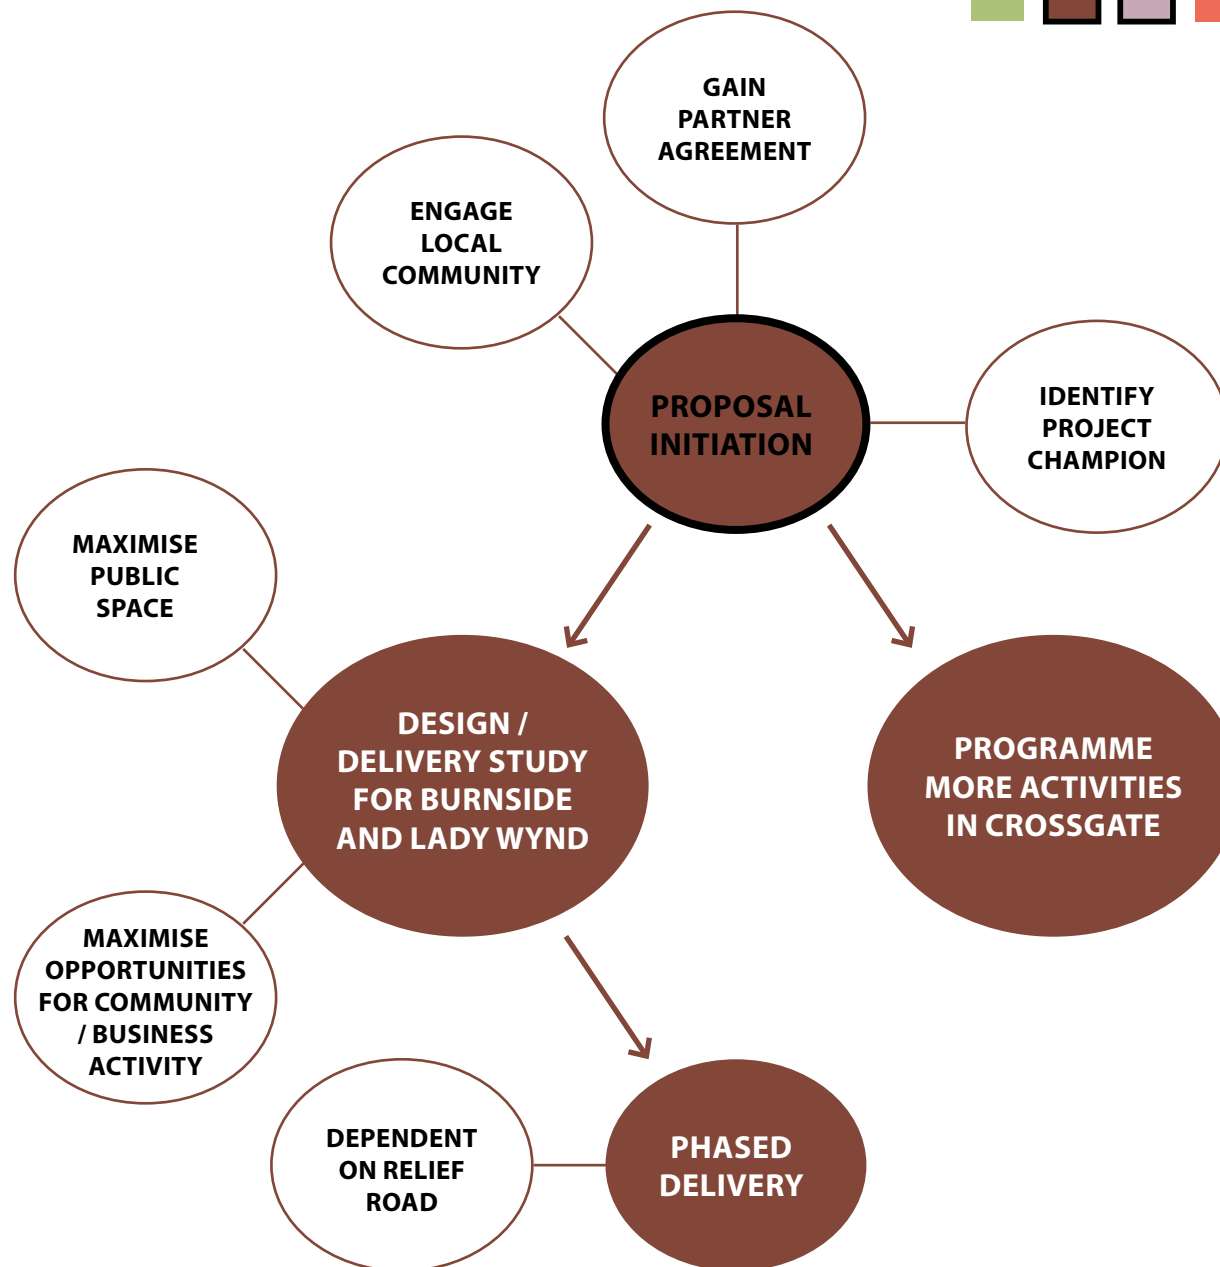 GAIN
PARTNER
AGREEMENT
ENGAGE
LOCAL
COMMUNITY
PROPOSAL
INITIATION
IDENTIFY
PROJECT
CHAMPION
MAXIMISE
PUBLIC
SPACE
DESIGN /
DELIVERY STUDY
FOR BURNSIDE
AND LADY WYND
PROGRAMME
MORE ACTIVITIES
IN CROSSGATE
MAXIMISE
OPPORTUNITIES
FOR COMMUNITY
/ BUSINESS
ACTIVITY
DEPENDENT
ON RELIEF
ROAD
PHASED
DELIVERY